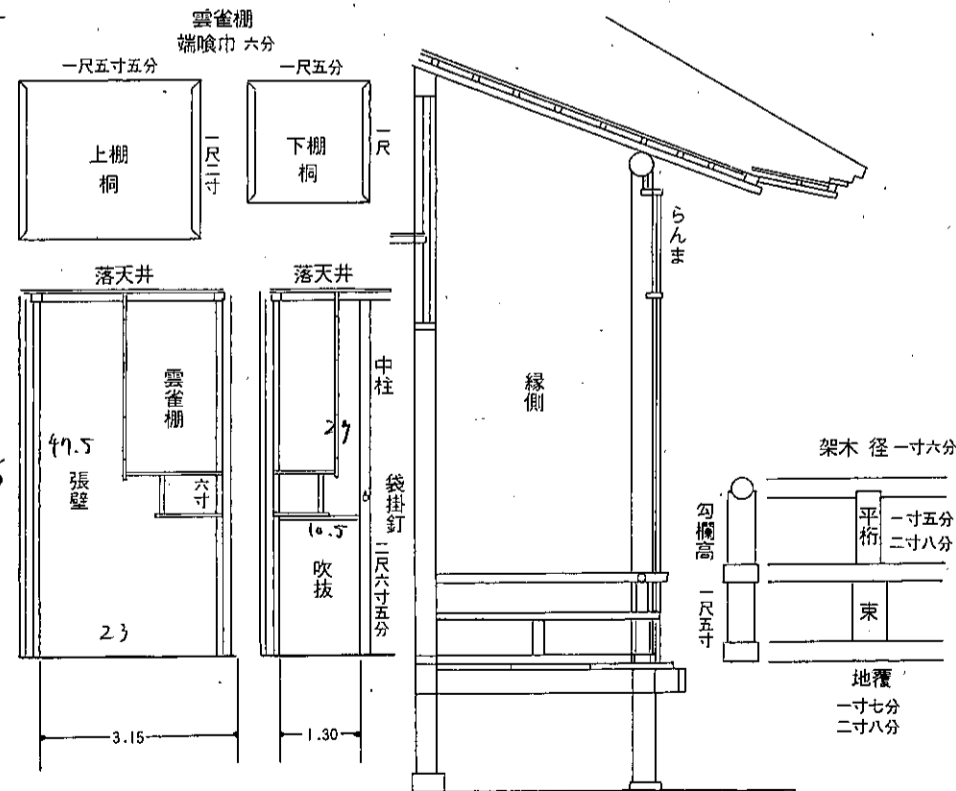 雲雀棚
端喰巾 六分
一尺五寸五分
上棚
桐
一尺二寸
一尺五分
下棚
桐
一尺
落天井
雲雀棚
47.5
張壁
六寸
23
3.15
落天井
中柱
27
袋掛釘
10.5
吹抜
二尺六寸五分
1.30
らんま
縁側
架木 径 一寸六分
勾欄高
一尺五寸
平桁
一寸五分
二寸八分
束
地覆
一寸七分
二寸八分